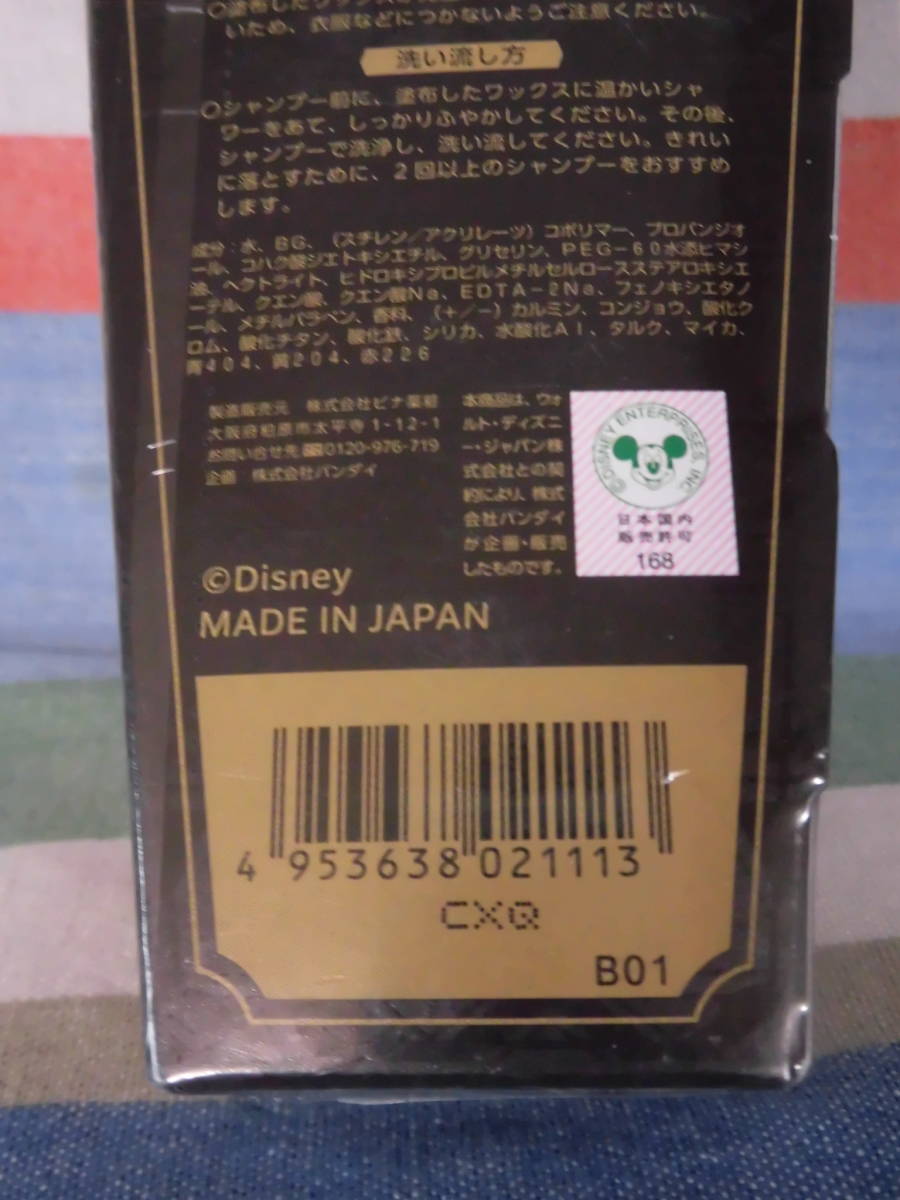 いため、衣服などにつかないようご注意ください。
洗い流し方
○シャンプー前に、塗布したワックスに温かいシャ
ワーをあて、しっかりふやかしてください。その後、
シャンプーで洗浄し、洗い流してください。きれい
に落とすために、2回以上のシャンプーをおすすめ
します。
成分：水、BG、（スチレン/アクリレーツ）コポリマー、プロパンジオ
ール、コハク酸ジエトキシエチル、グリセリン、PEG-60水添ヒマシ
油、ヘクトライト、ヒドロキシプロピルメチルセルロースステアロキシエ
ーテル、クエン酸、クエン酸Na、EDTA-2Na、フェノキシエタノ
ール、メチルパラベン、香料、（+/-）カルミン、コンジョウ、酸化ク
ロム、酸化チタン、酸化鉄、シリカ、水酸化Al、タルク、マイカ、
青404、黄204、赤226
製造販売元 株式会社ピナ薬粧
大阪府柏原市太平寺1-12-1
お問い合せ先 0120-976-719
企画 株式会社バンダイ
本商品は、ウォ
ルト・ディズニ
ー・ジャパン株
式会社との契
約により、株式
会社バンダイ
が企画・販売
したものです。
©DISNEY ENTERPRISES, INC
日本国内
販売許可
168
©Disney
MADE IN JAPAN
4 953638 021113
CXQ
B01